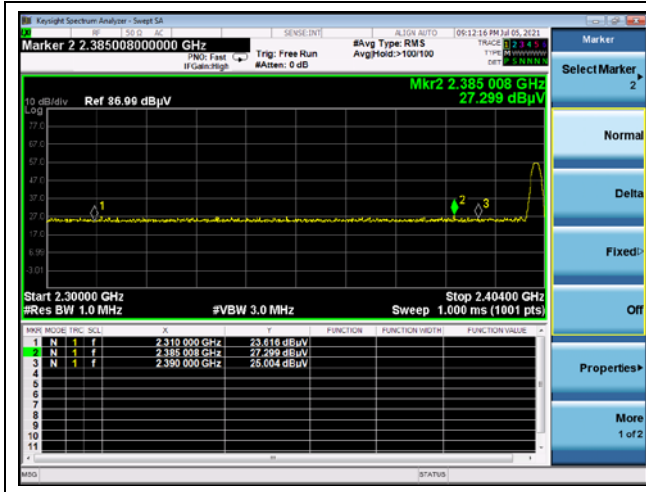 Keysight Spectrum Analyzer - Swept SA
RF 50 Ω AC SENSE:INT ALIGN AUTO 09:12:16 PM Jul 05, 2021
Marker 2 2.385008000000 GHz
PNO: Fast
IFGain:High
Trig: Free Run
#Atten: 0 dB
#Avg Type: RMS
Avg|Hold:>100/100
TRACE 1 2 3 4 5 6
TYPE M W W W W W
DET P S N N N N
Mkr2 2.385 008 GHz
27.299 dBµV
10 dB/div Ref 86.99 dBµV
Log
77.0
67.0
57.0
47.0
37.0
27.0
17.0
6.99
-3.01
1
2
3
Start 2.30000 GHz Stop 2.40400 GHz
#Res BW 1.0 MHz #VBW 3.0 MHz Sweep 1.000 ms (1001 pts)
MKR MODE TRC SCL X Y FUNCTION FUNCTION WIDTH FUNCTION VALUE
1 N 1 f 2.310 000 GHz 23.616 dBµV
2 N 1 f 2.385 008 GHz 27.299 dBµV
3 N 1 f 2.390 000 GHz 25.004 dBµV
4
5
6
7
8
9
10
11
MSG STATUS
Marker
Select Marker
2
Normal
Delta
Fixed
Off
Properties
More
1 of 2